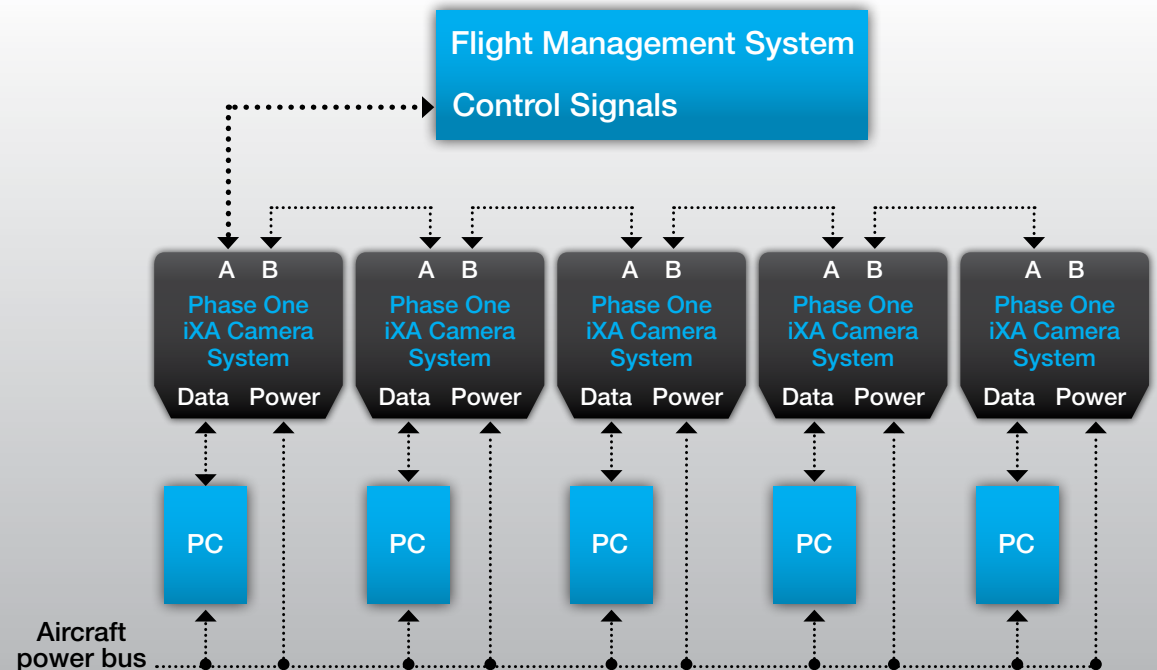 Flight Management System
Control Signals
A B
A B
A B
A B
A B
Phase One
iXA Camera
System
Phase One
iXA Camera
System
Phase One
iXA Camera
System
Phase One
iXA Camera
System
Phase One
iXA Camera
System
Data Power
Data Power
Data Power
Data Power
Data Power
PC
PC
PC
PC
PC
Aircraft
power bus